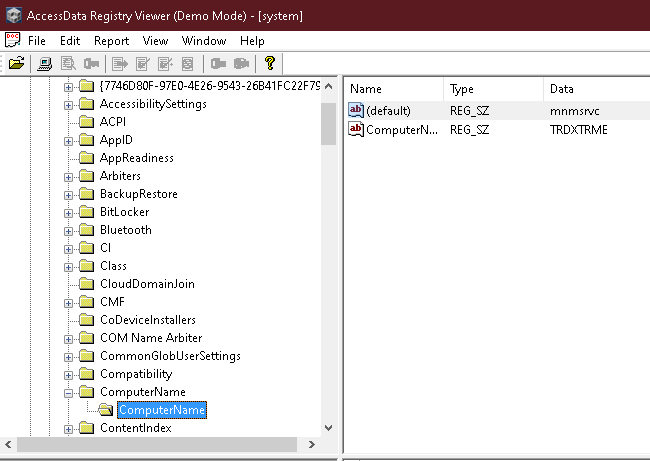 AccessData Registry Viewer (Demo Mode) - [system]
File Edit Report View Window Help
{7746D80F-97E0-4E26-9543-26B41FC22F79
AccessibilitySettings
ACPI
AppID
AppReadiness
Arbiters
BackupRestore
BitLocker
Bluetooth
CI
Class
CloudDomainJoin
CMF
CoDeviceInstallers
COM Name Arbiter
CommonGlobUserSettings
Compatibility
ComputerName
ComputerName
ContentIndex
Name Type Data
(default) REG_SZ mnmsrvc
ComputerN... REG_SZ TRDXTRME